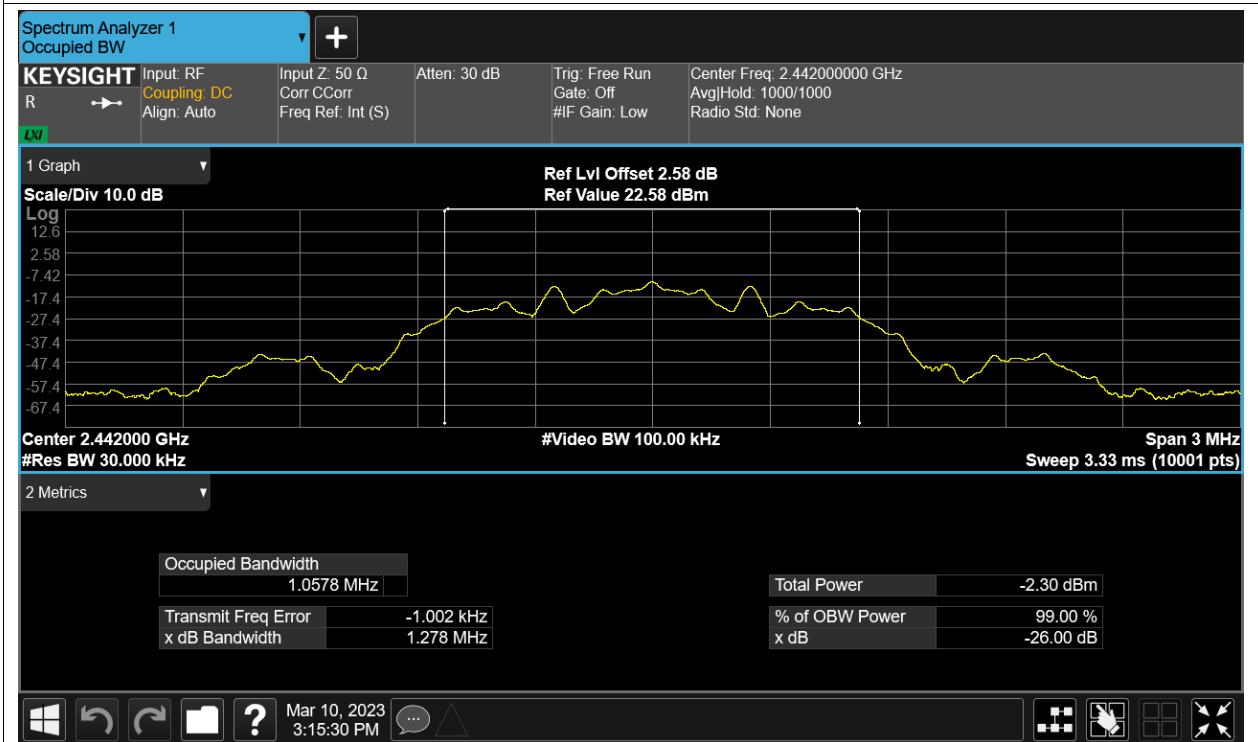 Spectrum Analyzer 1
Occupied BW
KEYSIGHT
R
LXI
Input: RF
Coupling: DC
Align: Auto
Input Z: 50 Ω
Corr CCorr
Freq Ref: Int (S)
Atten: 30 dB
Trig: Free Run
Gate: Off
#IF Gain: Low
Center Freq: 2.442000000 GHz
Avg|Hold: 1000/1000
Radio Std: None
1 Graph
Scale/Div 10.0 dB
Ref Lvl Offset 2.58 dB
Ref Value 22.58 dBm
Log
12.6
2.58
-7.42
-17.4
-27.4
-37.4
-47.4
-57.4
-67.4
Center 2.442000 GHz
#Res BW 30.000 kHz
#Video BW 100.00 kHz
Span 3 MHz
Sweep 3.33 ms (10001 pts)
2 Metrics
Occupied Bandwidth
1.0578 MHz
Transmit Freq Error -1.002 kHz
x dB Bandwidth 1.278 MHz
Total Power -2.30 dBm
% of OBW Power 99.00 %
x dB -26.00 dB
?
Mar 10, 2023
3:15:30 PM